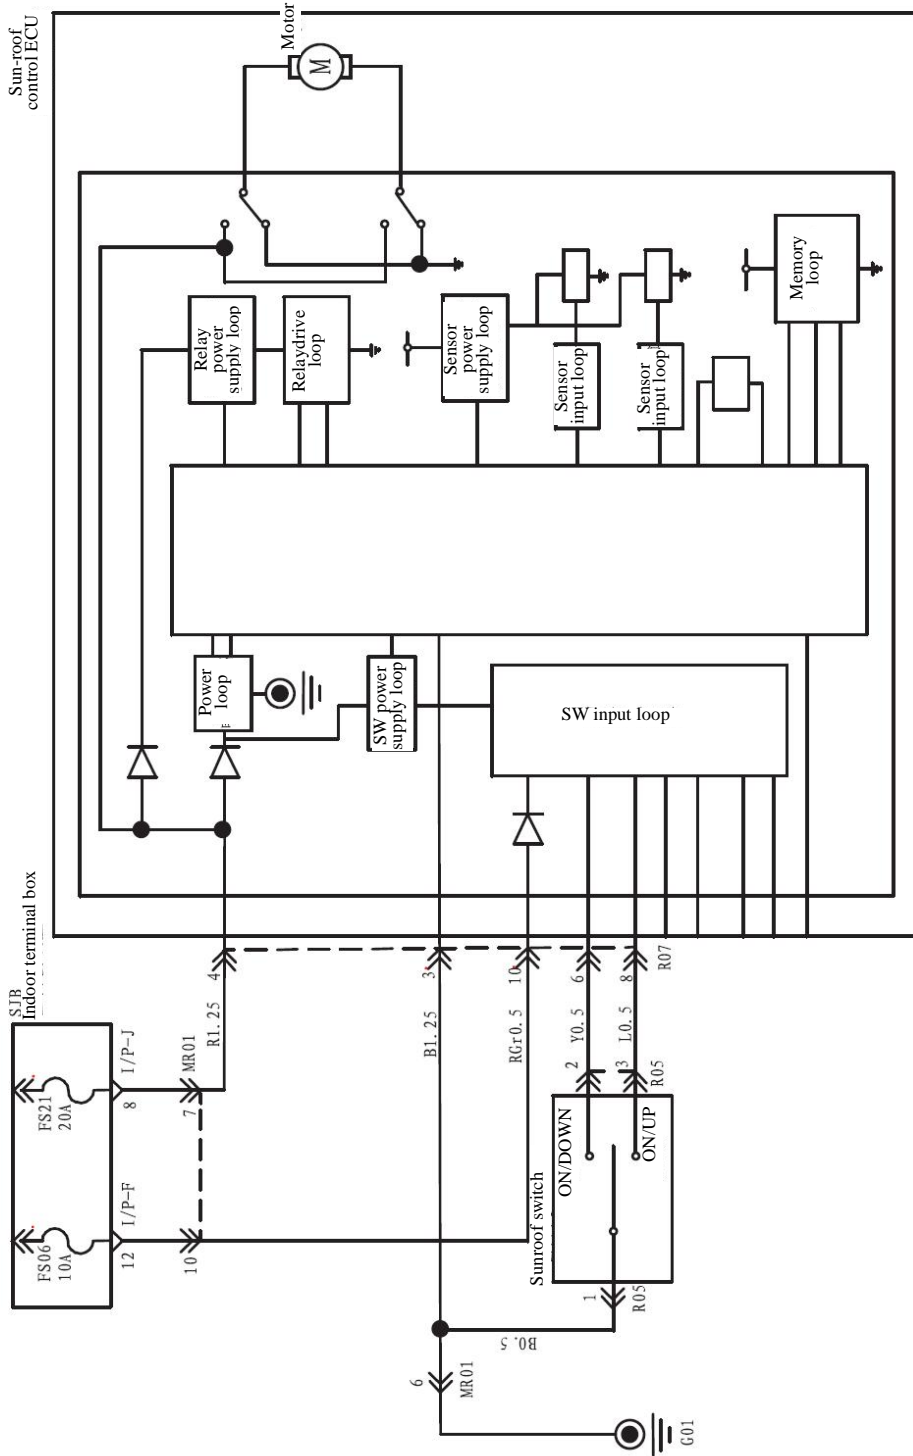 Sun-roof
control ECU
Motor
M
Relay
power
supply loop
Relaydrive
loop
Sensor
power
supply loop
Sensor
input loop
Sensor
input loop
Memory
loop
Power
loop
SW power
supply loop
SW input loop
SJB
Indoor terminal box
FS21
20A
I/P-J
8
MR01
7
R1.25
4
FS06
10A
I/P-F
12
10
B1.25
3
RGr0.5
10
Y0.5
6
L0.5
8
R07
2
3
R05
ON/DOWN
ON/UP
Sunroof switch
1
R05
B0.5
6
MR01
G01